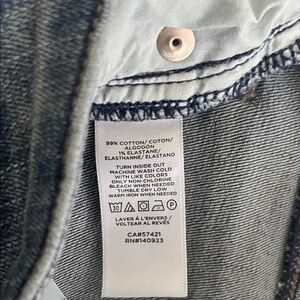 99% COTTON/ COTON/
ALGODÓN
1% ELASTANE/
ELASTHANNE/ ELASTANO
TURN INSIDE OUT
MACHINE WASH COLD
WITH LIKE COLORS
ONLY NON-CHLORINE
BLEACH WHEN NEEDED
TUMBLE DRY LOW
WARM IRON WHEN NEEDED
30 P
LAVER À L'ENVERS /
VOLTEAR AL REVÉS
CA#57421
RN#140923